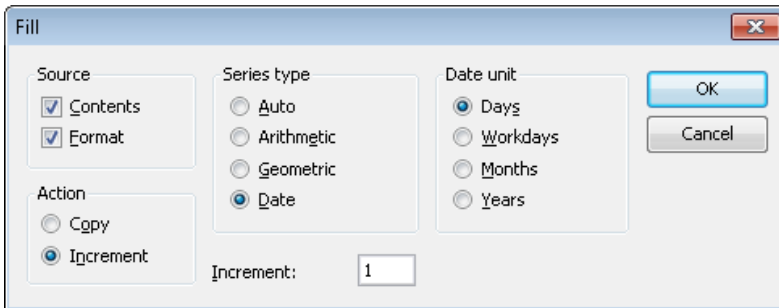 Fill
Source
Contents
Format
Action
Copy
Increment
Series type
Auto
Arithmetic
Geometric
Date
Increment: 1
Date unit
Days
Workdays
Months
Years
OK
Cancel